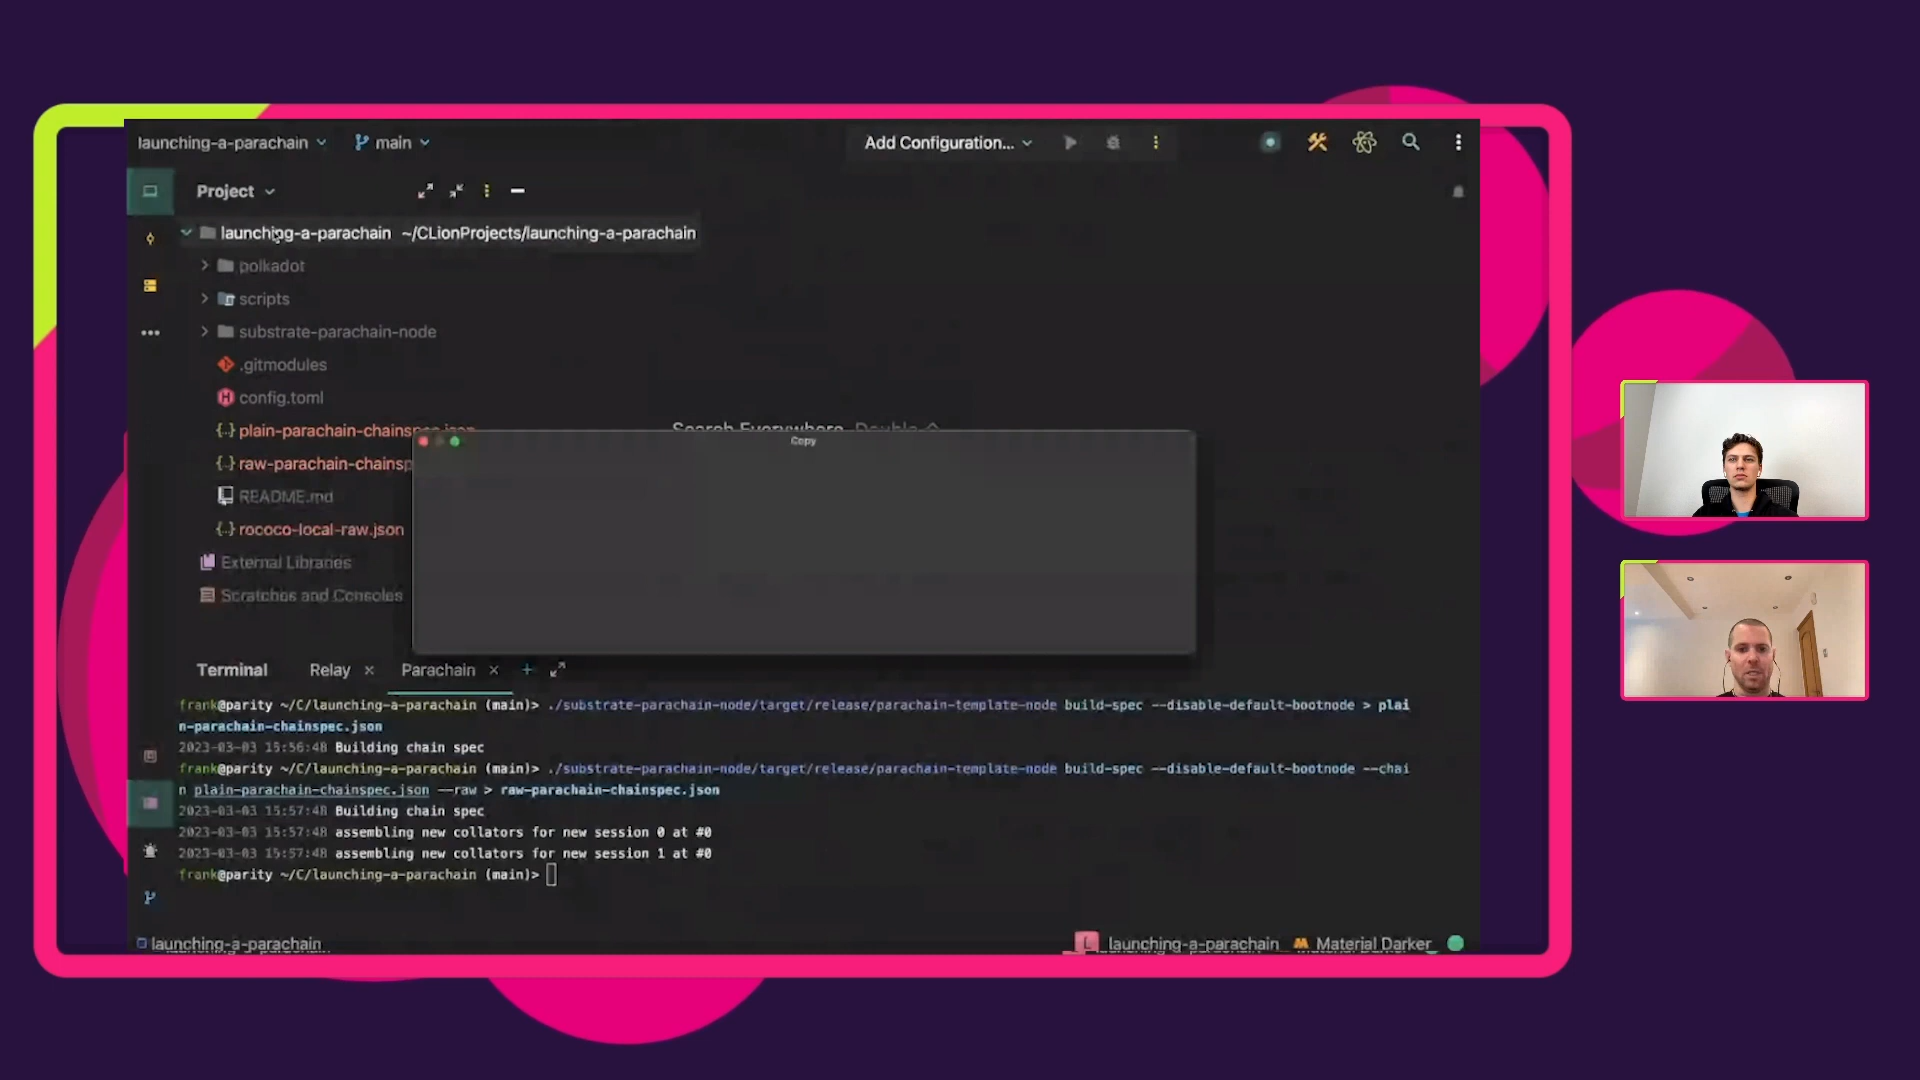 launching-a-parachain
main
Add Configuration...
Project
launching-a-parachain ~/CLionProjects/launching-a-parachain
polkadot
scripts
substrate-parachain-node
.gitmodules
config.toml
plain-parachain-chainspec.json
Search Everywhere Double
Copy
raw-parachain-chainsp
README.md
rococo-local-raw.json
External Libraries
Scratches and Consoles
Terminal
Relay
Parachain
frank@parity ~/C/launching-a-parachain (main)> ./substrate-parachain-node/target/release/parachain-template-node build-spec --disable-default-bootnode > plai
n-parachain-chainspec.json
2023-03-03 15:56:48 Building chain spec
frank@parity ~/C/launching-a-parachain (main)> ./substrate-parachain-node/target/release/parachain-template-node build-spec --disable-default-bootnode --chai
n plain-parachain-chainspec.json --raw > raw-parachain-chainspec.json
2023-03-03 15:57:48 Building chain spec
2023-03-03 15:57:48 assembling new collators for new session 0 at #0
2023-03-03 15:57:48 assembling new collators for new session 1 at #0
frank@parity ~/C/launching-a-parachain (main)>
launching-a-parachain
L launching-a-parachain
Material Darker